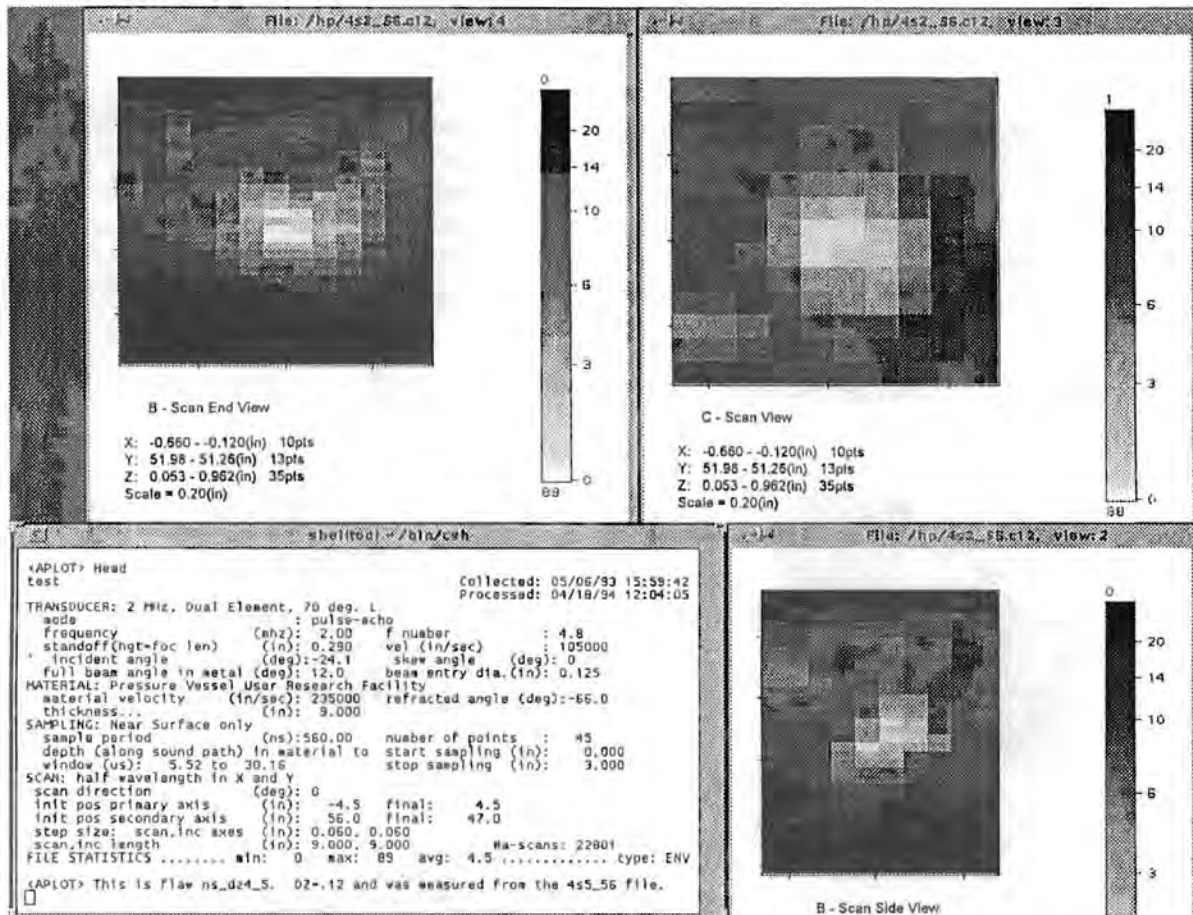 File: /hp/4s2_S6.c12, view:4
0
20
14
10
6
3
0
89
B - Scan End View
X: -0.660 - -0.120(in) 10pts
Y: 51.98 - 51.26(in) 13pts
Z: 0.053 - 0.962(in) 35pts
Scale = 0.20(in)
File: /hp/4s2_S6.c12, view:3
1
20
14
10
6
3
88
C - Scan View
X: -0.660 - -0.120(in) 10pts
Y: 51.98 - 51.26(in) 13pts
Z: 0.053 - 0.962(in) 35pts
Scale = 0.20(in)
shelltool - /bin/csh
<APLOT> Head
test Collected: 05/06/93 15:59:42
Processed: 04/18/94 12:04:05
TRANSDUCER: 2 MHz, Dual Element, 70 deg. L
mode : pulse-echo
frequency (mhz): 2.00 f number : 4.8
standoff(hgt-foc len) (in): 0.290 vel (in/sec) : 105000
incident angle (deg):-24.1 skew angle (deg): 0
full beam angle in metal (deg): 12.0 beam entry dia.(in): 0.125
MATERIAL: Pressure Vessel User Research Facility
material velocity (in/sec): 235000 refracted angle (deg):-66.0
thickness... (in): 9.000
SAMPLING: Near Surface only
sample period (ns):560.00 number of points : 45
depth (along sound path) in material to start sampling (in): 0.000
window (us): 5.52 to 30.16 stop sampling (in): 3.000
SCAN: half wavelength in X and Y
scan direction (deg): 0
init pos primary axis (in): -4.5 final: 4.5
init pos secondary axis (in): 56.0 final: 47.0
step size: scan,inc axes (in): 0.060, 0.060
scan,inc length (in): 9.000, 9.000 #a-scans: 22801
FILE STATISTICS ........ min: 0 max: 89 avg: 4.5 ............. type: ENV
<APLOT> This is flaw ns_dz4_5. DZ=.12 and was measured from the 4s5_S6 file.
File: /hp/4s2_S6.c12, view:2
0
20
14
10
6
3
B - Scan Side View